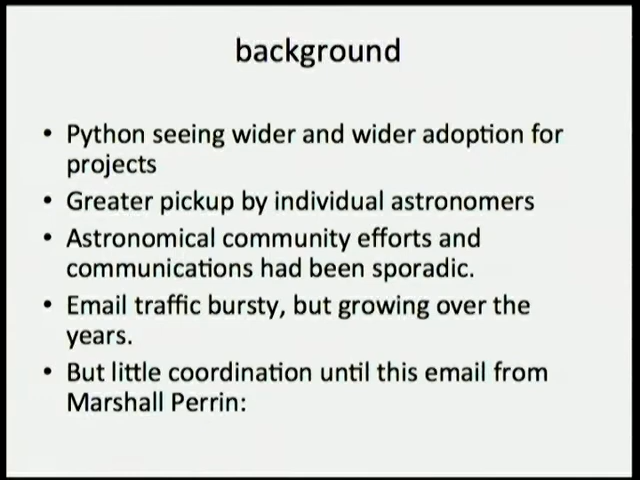 background
• Python seeing wider and wider adoption for
projects
• Greater pickup by individual astronomers
• Astronomical community efforts and
communications had been sporadic.
• Email traffic bursty, but growing over the
years.
• But little coordination until this email from
Marshall Perrin: